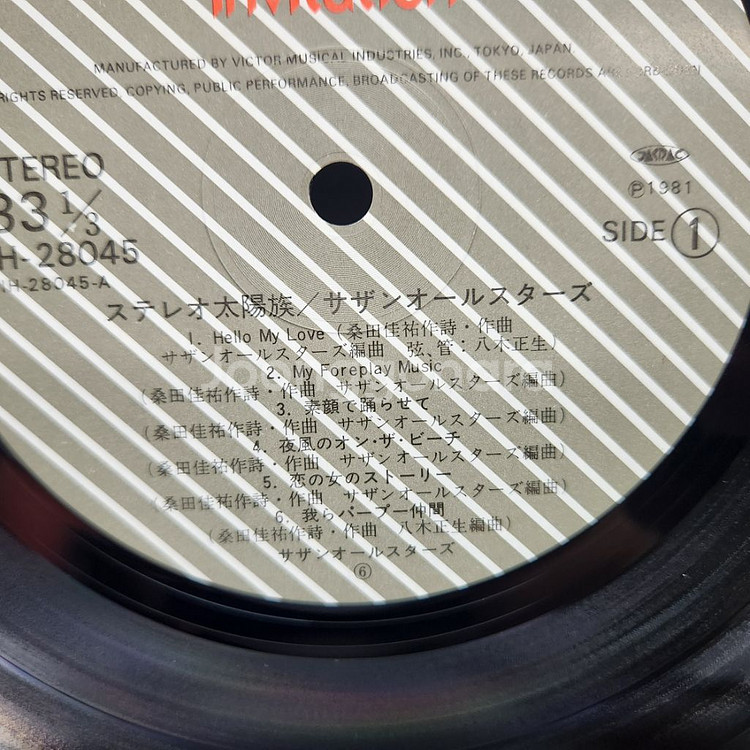 Invitation
MANUFACTURED BY VICTOR MUSICAL INDUSTRIES, INC., TOKYO, JAPAN.
RIGHTS RESERVED, COPYING, PUBLIC PERFORMANCE, BROADCASTING OF THESE RECORDS
TEREO
33 1/3
H-28045
IH-28045-A
JASRAC
Ⓟ1981
SIDE 1
ステレオ太陽族/サザンオールスターズ
1. Hello My Love (桑田佳祐作詩・作曲
サザンオールスターズ編曲 弦、管:八木正生)
2. My Foreplay Music
(桑田佳祐作詩・作曲 サザンオールスターズ編曲)
3. 素顔で踊らせて
(桑田佳祐作詩・作曲 サザンオールスターズ編曲)
4. 夜風のオン・ザ・ビーチ
(桑田佳祐作詩・作曲 サザンオールスターズ編曲)
5. 恋の女のストーリー
(桑田佳祐作詩・作曲 サザンオールスターズ編曲)
6. 我らパープー仲間
(桑田佳祐作詩・作曲 八木正生編曲)
サザンオールスターズ
⑥